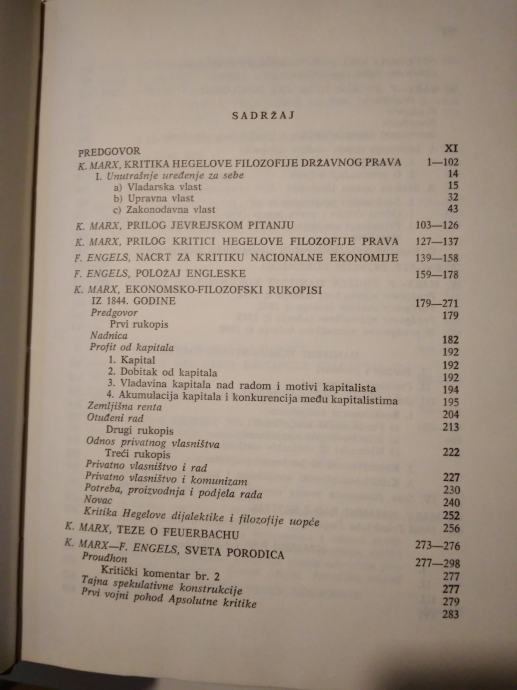 SADRŽAJ
PREDGOVOR XI
K. MARX, KRITIKA HEGELOVE FILOZOFIJE DRŽAVNOG PRAVA 1—102
I. Unutrašnje uređenje za sebe 14
a) Vladarska vlast 15
b) Upravna vlast 32
c) Zakonodavna vlast 43
K. MARX, PRILOG JEVREJSKOM PITANJU 103—126
K. MARX, PRILOG KRITICI HEGELOVE FILOZOFIJE PRAVA 127—137
F. ENGELS, NACRT ZA KRITIKU NACIONALNE EKONOMIJE 139—158
F. ENGELS, POLOŽAJ ENGLESKE 159—178
K. MARX, EKONOMSKO-FILOZOFSKI RUKOPISI
IZ 1844. GODINE 179—271
Predgovor 179
Prvi rukopis
Nadnica 182
Profit od kapitala 192
1. Kapital 192
2. Dobitak od kapitala 192
3. Vladavina kapitala nad radom i motivi kapitalista 194
4. Akumulacija kapitala i konkurencija među kapitalistima 195
Zemljišna renta 204
Otuđeni rad 213
Drugi rukopis
Odnos privatnog vlasništva 222
Treći rukopis
Privatno vlasništvo i rad 227
Privatno vlasništvo i komunizam 230
Potreba, proizvodnja i podjela rada 240
Novac 252
Kritika Hegelove dijalektike i filozofije uopće 256
K. MARX, TEZE O FEUERBACHU 273—276
K. MARX—F. ENGELS, SVETA PORODICA 277—298
Proudhon 277
Kritički komentar br. 2 277
Tajna spekulativne konstrukcije 279
Prvi vojni pohod Apsolutne kritike 283